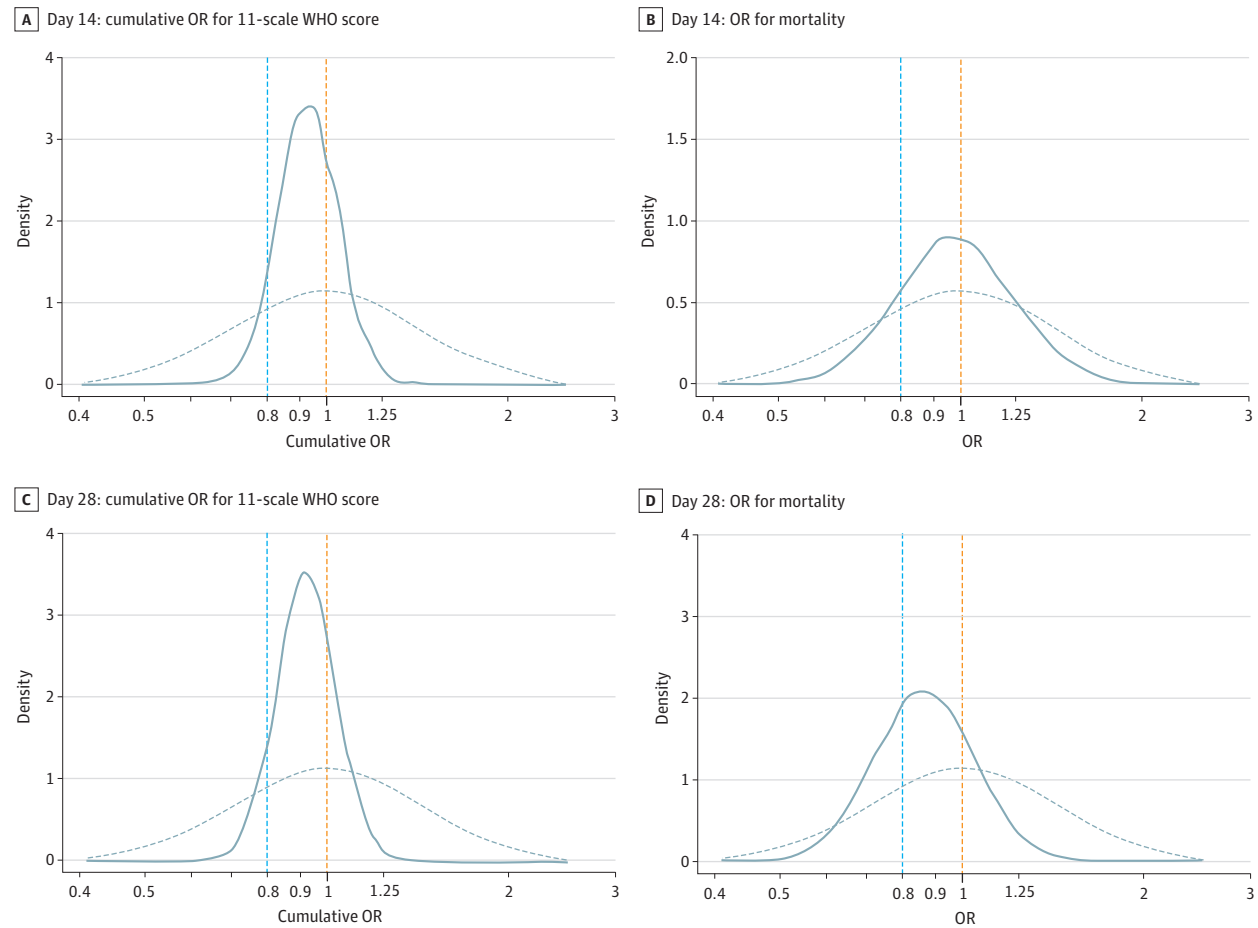 A Day 14: cumulative OR for 11-scale WHO score
4
3
2
1
0
Density
0.4 0.5 0.8 0.9 1 1.25 2 3
Cumulative OR
B Day 14: OR for mortality
2.0
1.5
1.0
0.5
0
Density
0.4 0.5 0.8 0.9 1 1.25 2 3
OR
C Day 28: cumulative OR for 11-scale WHO score
4
3
2
1
0
Density
0.4 0.5 0.8 0.9 1 1.25 2 3
Cumulative OR
D Day 28: OR for mortality
4
3
2
1
0
Density
0.4 0.5 0.8 0.9 1 1.25 2 3
OR